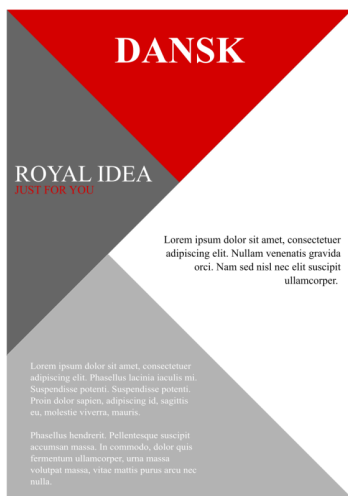 DANSK
ROYAL IDEA
JUST FOR YOU
Lorem ipsum dolor sit amet, consectetuer
adipiscing elit. Nullam venenatis gravida
orci. Nam sed nisl nec elit suscipit
ullamcorper.
Lorem ipsum dolor sit amet, consectetuer
adipiscing elit. Phasellus lacinia iaculis mi.
Suspendisse potenti. Suspendisse potenti.
Proin dolor sapien, adipiscing id, sagittis
eu, molestie viverra, mauris.
Phasellus hendrerit. Pellentesque suscipit
accumsan massa. In commodo, dolor quis
fermentum ullamcorper, urna massa
volutpat massa, vitae mattis purus arcu nec
nulla.